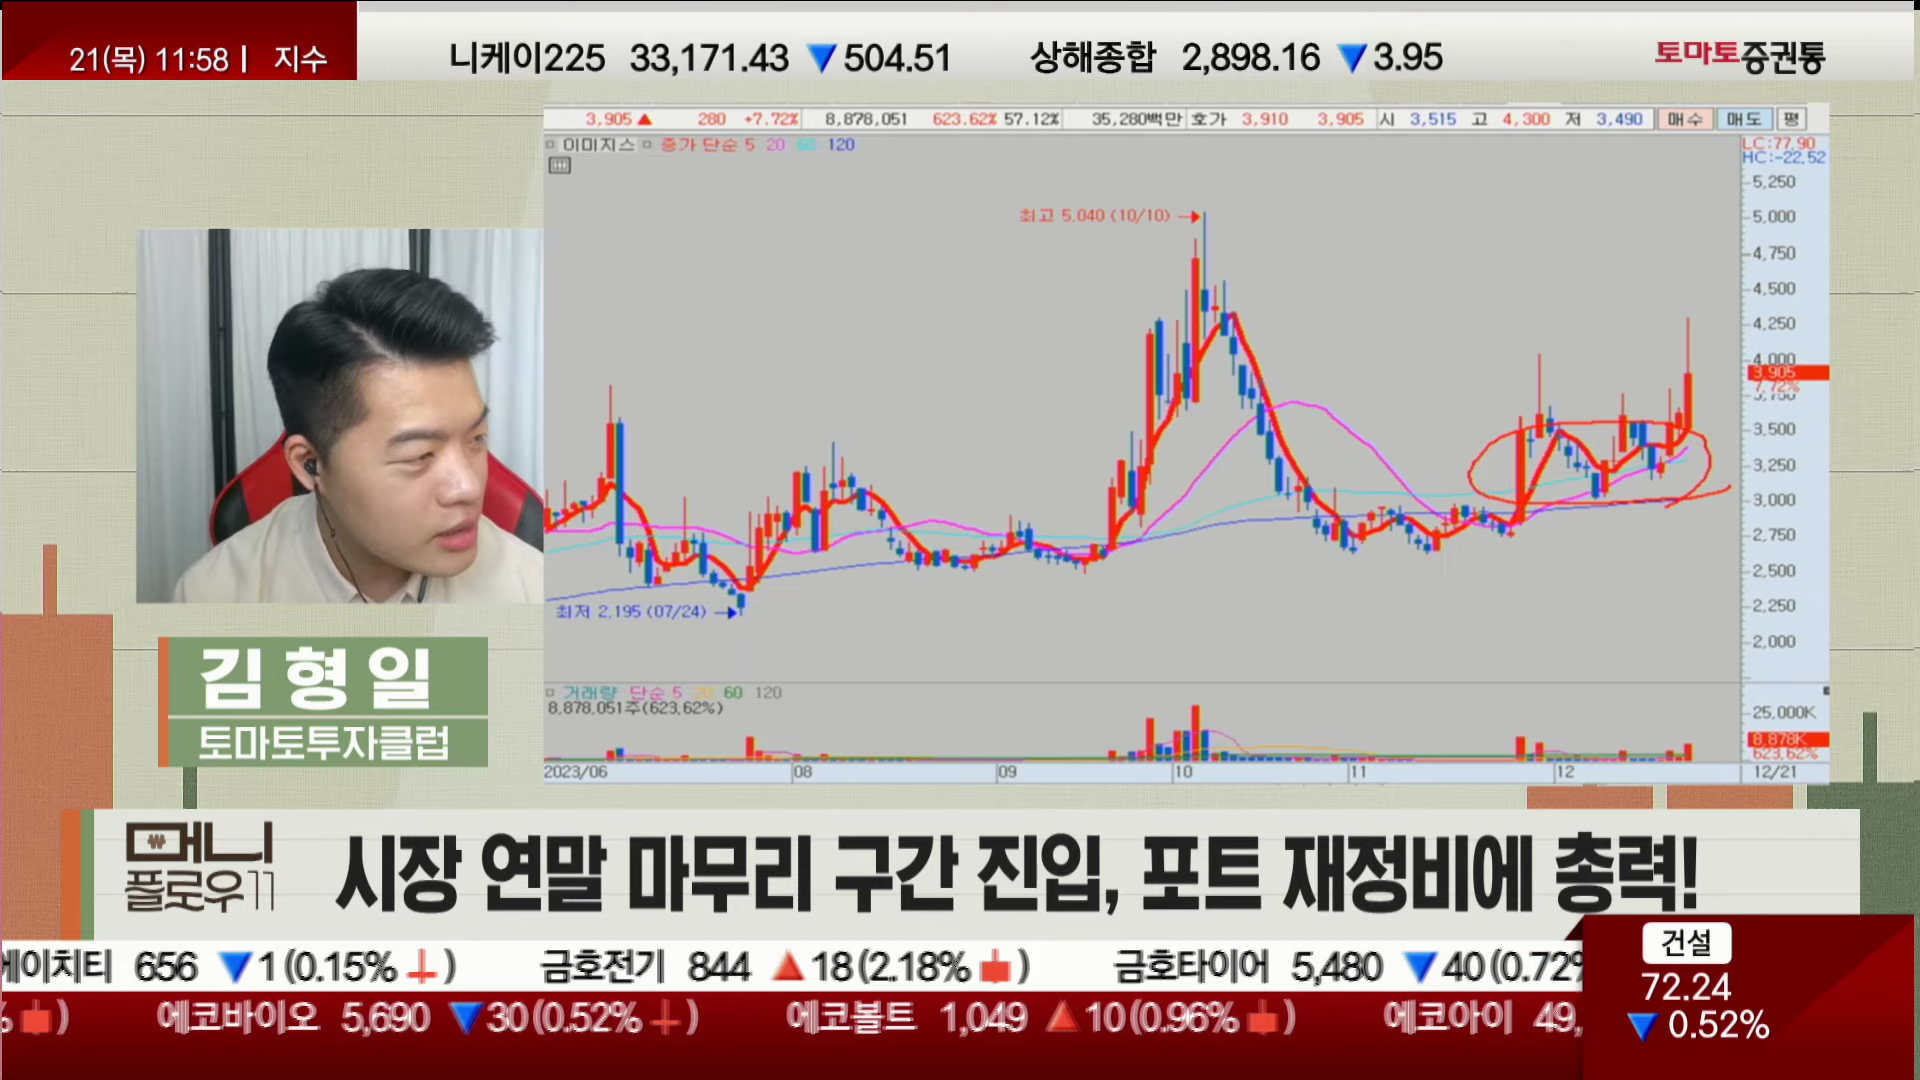 21(목) 11:58 | 지수 니케이225 33,171.43 ▼504.51 상해종합 2,898.16 ▼3.95 토마토증권통
3,905 ▲ 280 +7.72% 8,878,051 623.62% 57.12% 35,280백만 호가 3,910 3,905 시 3,515 고 4,300 저 3,490 매수 매도 평
이미지스 종가 단순 5 20 60 120
LC:77.90
HC:-22.52
5,250
최고 5,040 (10/10)
5,000
4,750
4,500
4,250
4,000
3,905
7.72%
3,750
3,500
3,250
3,000
2,750
2,500
2,250
최저 2,195 (07/24)
2,000
거래량 단순 5 20 60 120
8,878,051주(623.62%)
25,000K
8,878K
623.62%
2023/06 08 09 10 11 12 12/21
김형일
토마토투자클럽
머니
플로우11
시장 연말 마무리 구간 진입, 포트 재정비에 총력!
에이치티 656 ▼1(0.15%) 금호전기 844 ▲18(2.18%) 금호타이어 5,480 ▼40(0.72%
%) 에코바이오 5,690 ▼30(0.52%) 에코볼트 1,049 ▲10(0.96%) 에코아이 49,
건설
72.24
▼0.52%